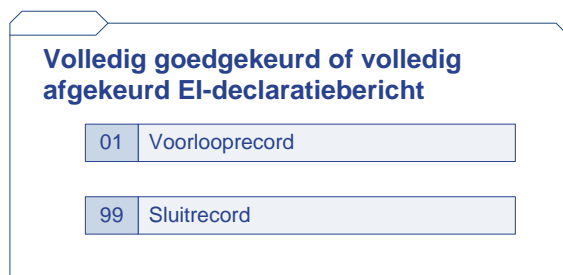 Volledig goedgekeurd of volledig
afgekeurd EI-declaratiebericht
01 Voorlooprecord
99 Sluitrecord